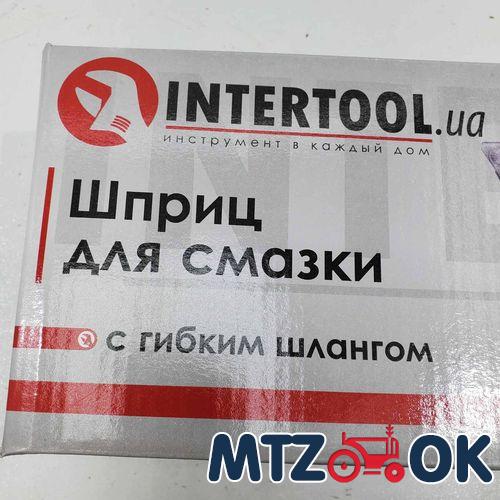 INTERTOOL.ua
инструмент в каждый дом
Шприц
для смазки
с гибким шлангом
MTZ OK